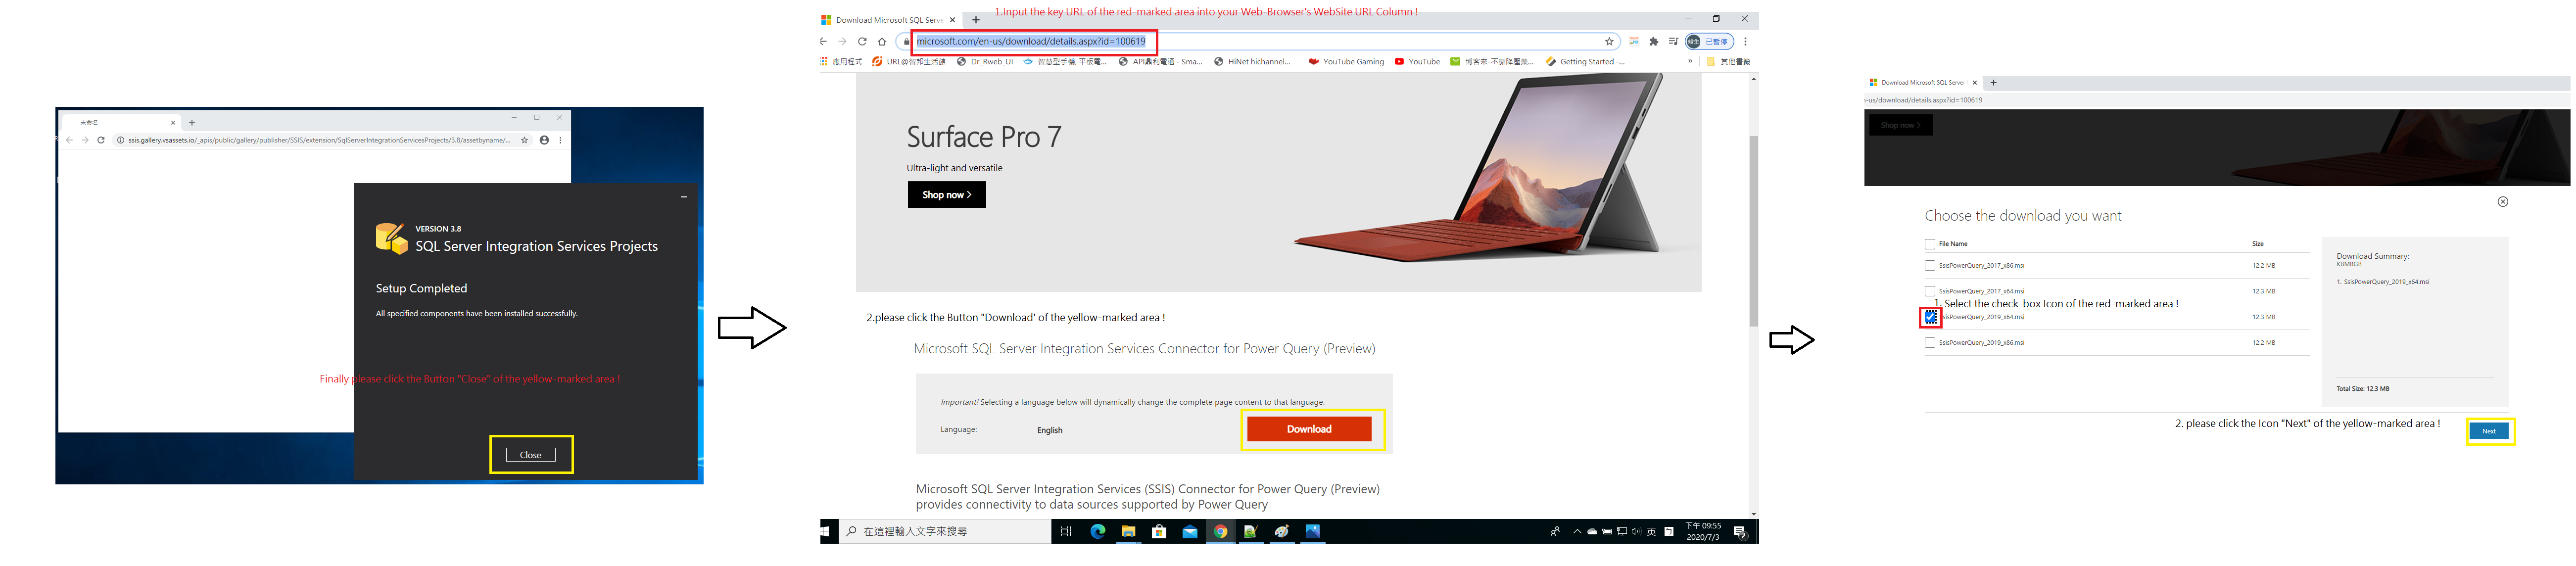 未命名
ssis.gallery.vsassets.io/_apis/public/gallery/publisher/SSIS/extension/SqlServerIntegrationServicesProjects/3.8/assetbyname/...
VERSION 3.8
SQL Server Integration Services Projects
Setup Completed
All specified components have been installed successfully.
Finally please click the Button "Close" of the yellow-marked area !
Close
1.Input the key URL of the red-marked area into your Web-Browser's WebSite URL Column !
Download Microsoft SQL Serve
microsoft.com/en-us/download/details.aspx?id=100619
已暫停
應用程式
URL@智邦生活館
Dr_Rweb_UI
智慧型手機, 平板電...
API鼎利電通 - Sma...
HiNet hichannel...
YouTube Gaming
YouTube
Getting Started -...
»
其他書籤
Surface Pro 7
Ultra-light and versatile
Shop now >
2.please click the Button "Download' of the yellow-marked area !
Microsoft SQL Server Integration Services Connector for Power Query (Preview)
Important! Selecting a language below will dynamically change the complete page content to that language.
Language:
English
Download
Microsoft SQL Server Integration Services (SSIS) Connector for Power Query (Preview)
provides connectivity to data sources supported by Power Query
在這裡輸入文字來搜尋
英
下午 09:55
2020/7/3
2
Download Microsoft SQL Server
-us/download/details.aspx?id=100619
Shop now >
Choose the download you want
File Name
Size
SsisPowerQuery_2017_x86.msi
12.2 MB
SsisPowerQuery_2017_x64.msi
12.3 MB
1. Select the check-box Icon of the red-marked area !
sisPowerQuery_2019_x64.msi
12.3 MB
SsisPowerQuery_2019_x86.msi
12.2 MB
Download Summary:
KBMBGB
1. SsisPowerQuery_2019_x64.msi
Total Size: 12.3 MB
2. please click the Icon "Next" of the yellow-marked area !
Next